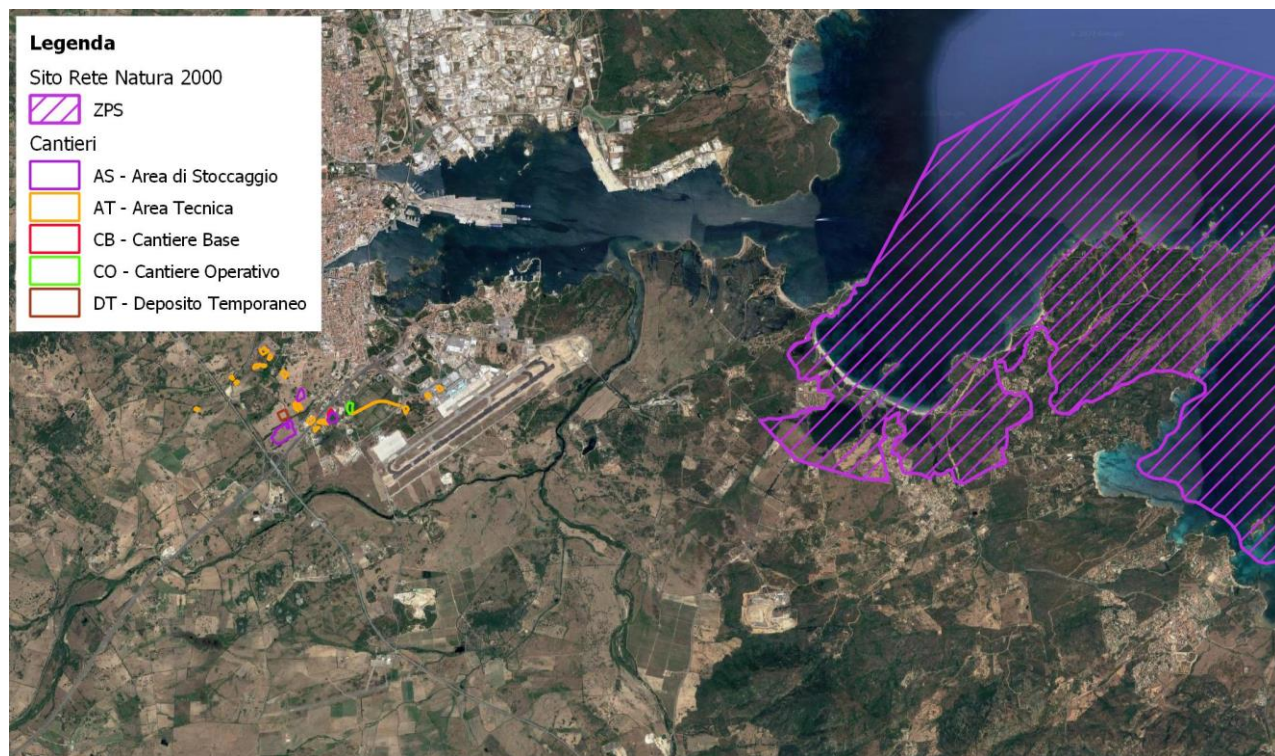 Legenda
Sito Rete Natura 2000
ZPS
Cantieri
AS - Area di Stoccaggio
AT - Area Tecnica
CB - Cantiere Base
CO - Cantiere Operativo
DT - Deposito Temporaneo